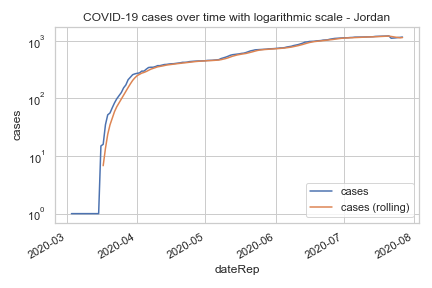 COVID-19 cases over time with logarithmic scale - Jordan
10³
10²
10¹
10⁰
cases
cases
cases (rolling)
2020-03
2020-04
2020-05
2020-06
2020-07
2020-08
dateRep